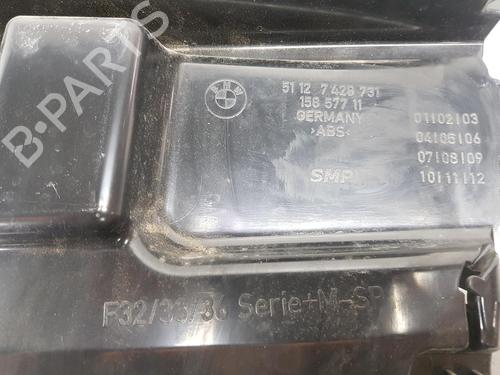 B-PARTS
BMW
51 12 7 428 731
158 577 11
GERMANY
>ABS<
SMP
01|02|03
04|05|06
07|08|09
10|11|12
F32/33/36 Serie+M-SP